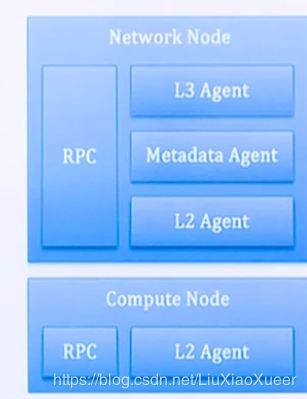 Network Node
RPC
L3 Agent
Metadata Agent
L2 Agent
Compute Node
RPC
L2 Agent
https://blog.csdn.net/LiuXiaoXueer